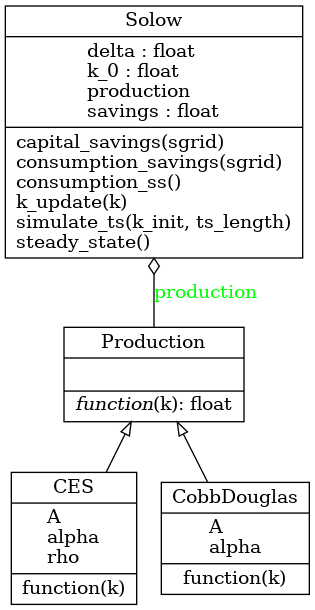 Solow
delta : float
k_0 : float
production
savings : float
capital_savings(sgrid)
consumption_savings(sgrid)
consumption_ss()
k_update(k)
simulate_ts(k_init, ts_length)
steady_state()
production
Production
function(k): float
CES
A
alpha
rho
function(k)
CobbDouglas
A
alpha
function(k)